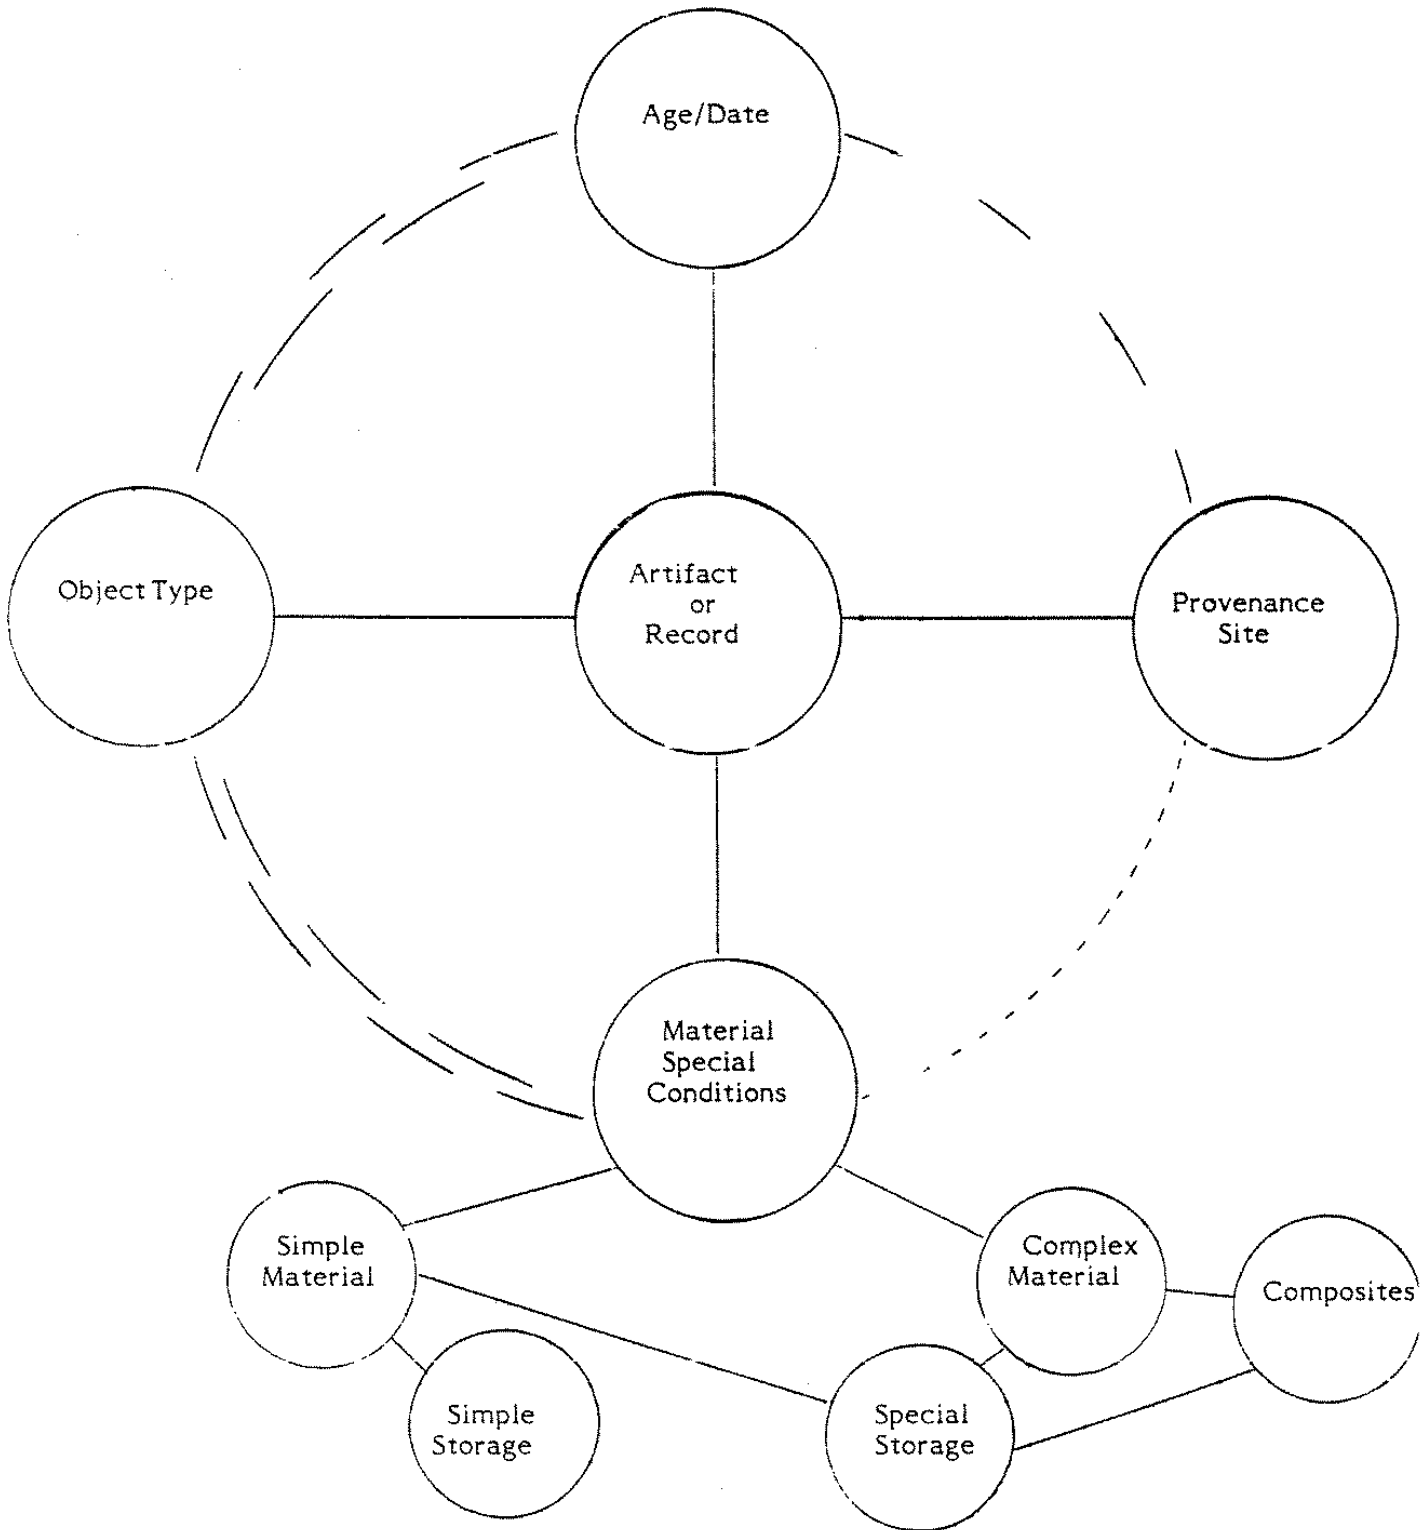 Age/Date
Object Type
Artifact
or
Record
Provenance
Site
Material
Special
Conditions
Simple
Material
Complex
Material
Composites
Simple
Storage
Special
Storage